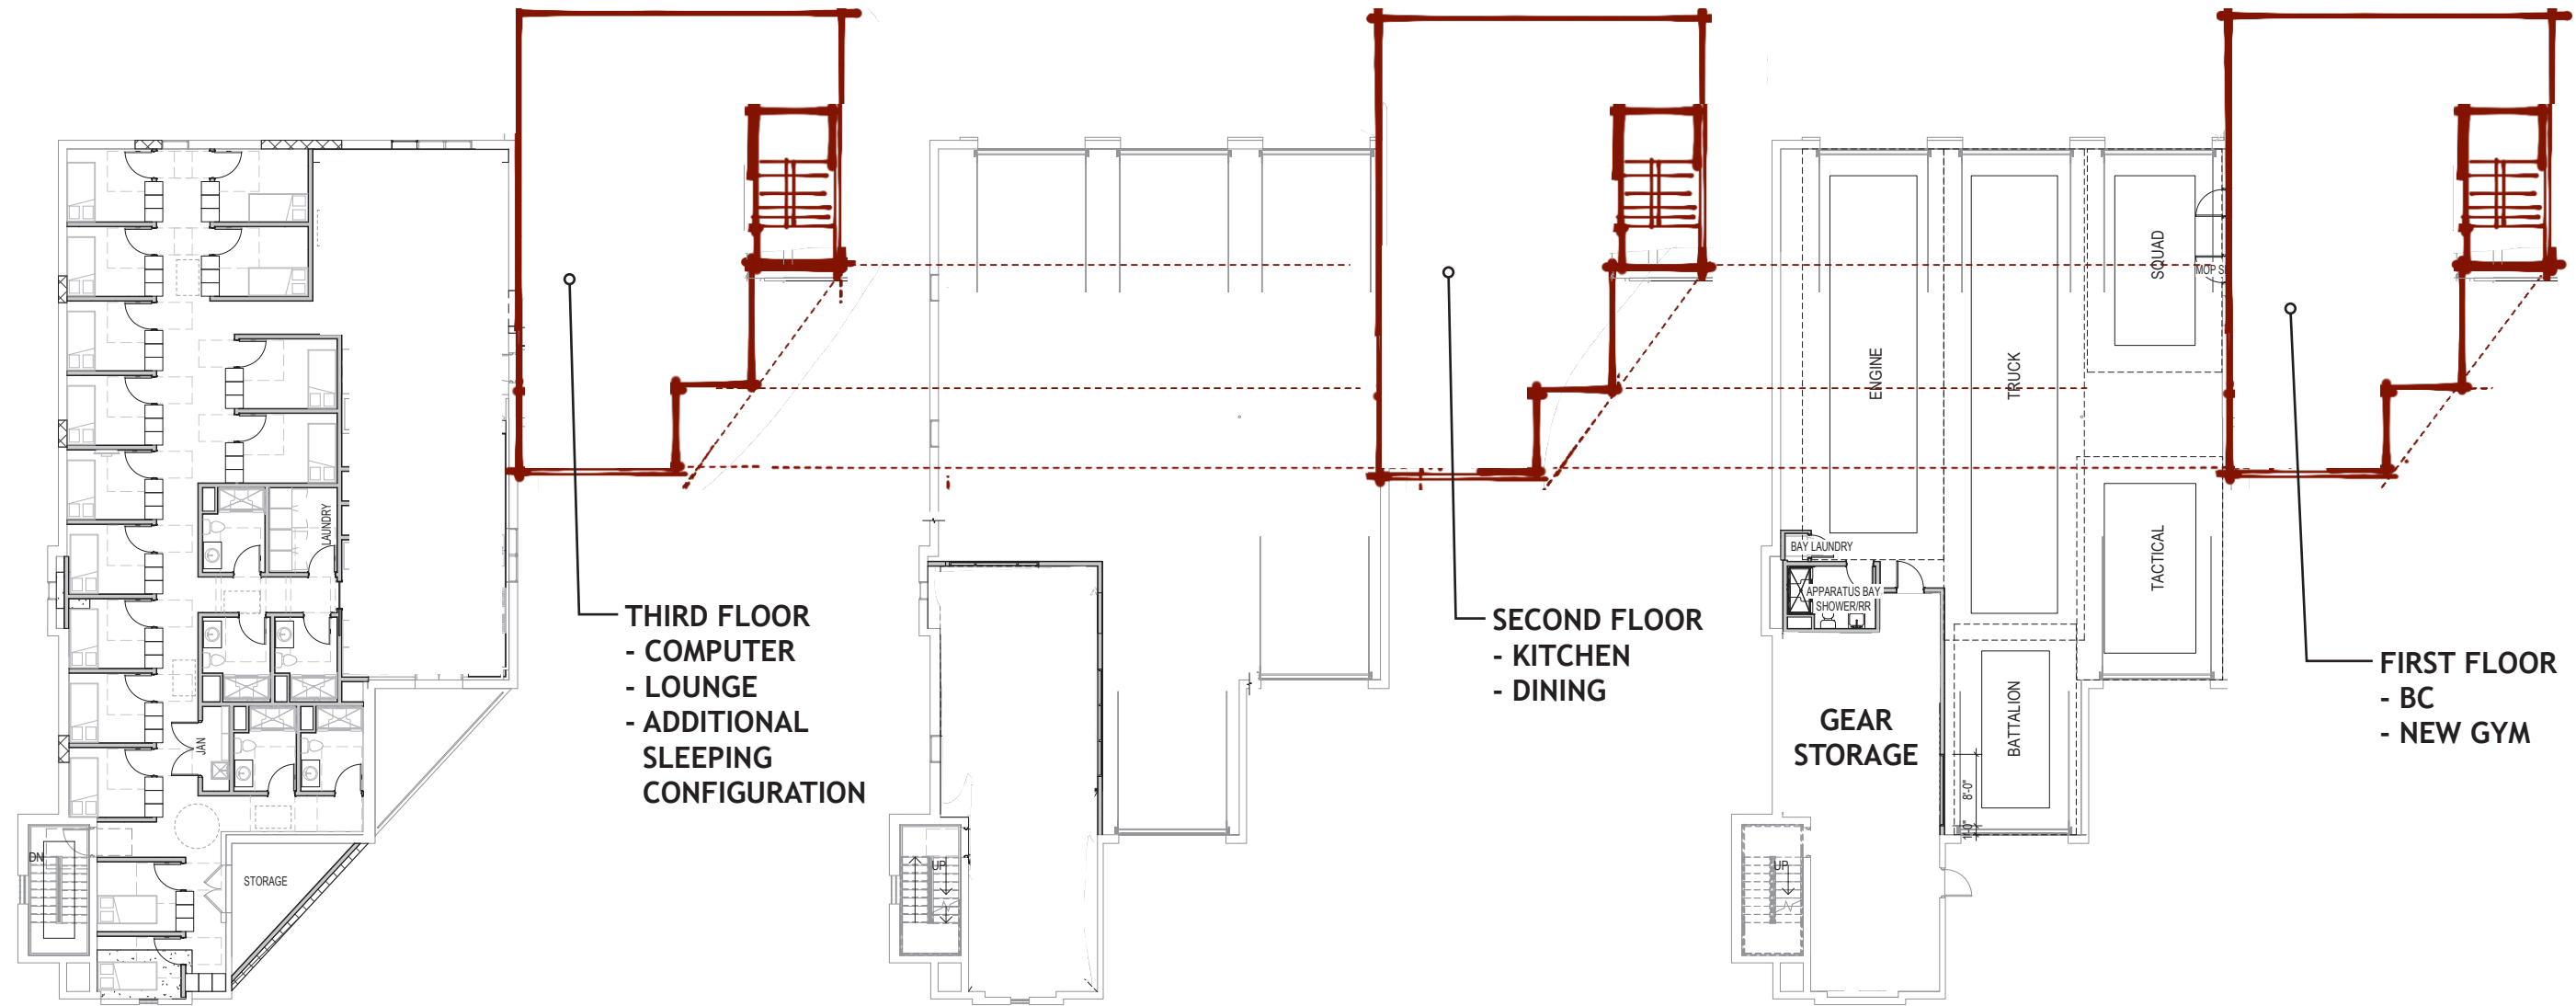 LAUNDRY
JAN
DN
STORAGE
THIRD FLOOR
- COMPUTER
- LOUNGE
- ADDITIONAL
SLEEPING
CONFIGURATION
UP
SECOND FLOOR
- KITCHEN
- DINING
ENGINE
TRUCK
SQUAD
TACTICAL
BATTALION
BAY LAUNDRY
APPARATUS BAY
SHOWER/RR
GEAR
STORAGE
8'-0"
UP
FIRST FLOOR
- BC
- NEW GYM